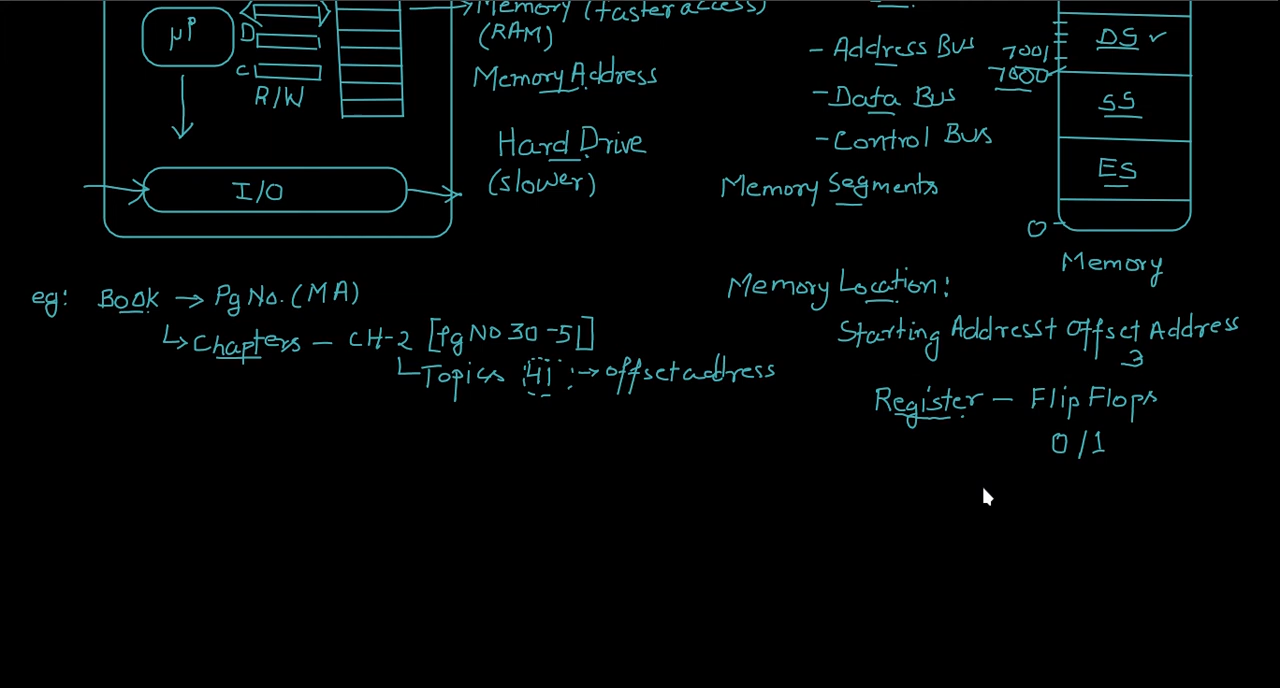 Memory (faster access)
(RAM)
μP
D
C
R/W
Memory Address
Hard Drive
(slower)
I/O
- Address Bus
- Data Bus
- Control Bus
Memory Segments
7001
7000
DS ✓
SS
ES
0
Memory
eg: Book → Pg No. (MA)
↳ Chapters - CH-2 [Pg No 30-51]
Topics 41 → offset address
Memory Location:
Starting Address + Offset Address
3
Register - Flip Flops
0/1